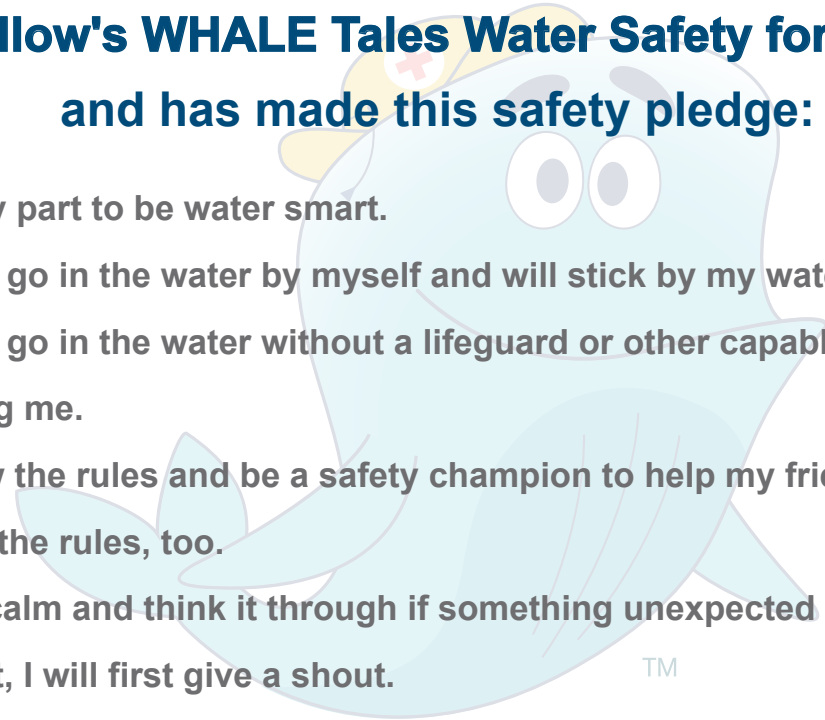 llow's WHALE Tales Water Safety for
and has made this safety pledge:
y part to be water smart.
go in the water by myself and will stick by my wat
go in the water without a lifeguard or other capabl
g me.
y the rules and be a safety champion to help my frie
the rules, too.
calm and think it through if something unexpected
t, I will first give a shout.
TM